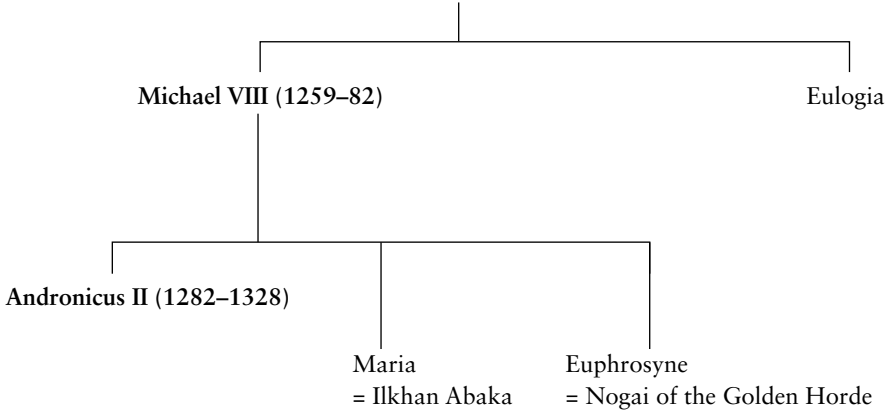 Michael VIII (1259–82)
Eulogia
Andronicus II (1282–1328)
Maria
= Ilkhan Abaka
Euphrosyne
= Nogai of the Golden Horde